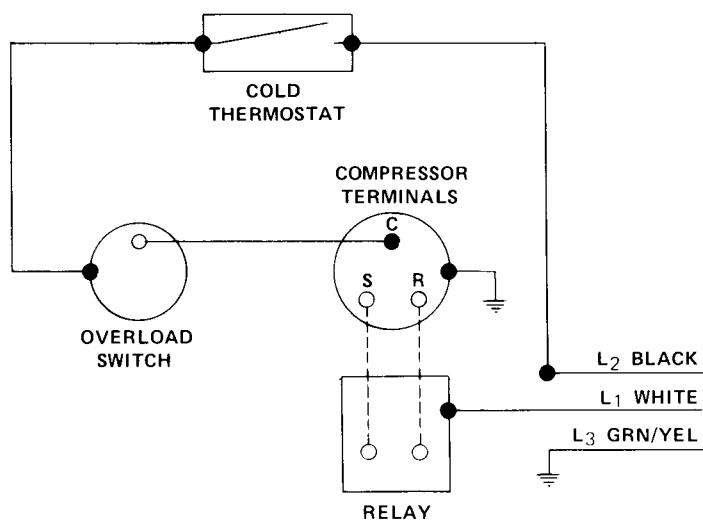 COLD
THERMOSTAT
COMPRESSOR
TERMINALS
C
S R
OVERLOAD
SWITCH
L2 BLACK
L1 WHITE
L3 GRN/YEL
RELAY